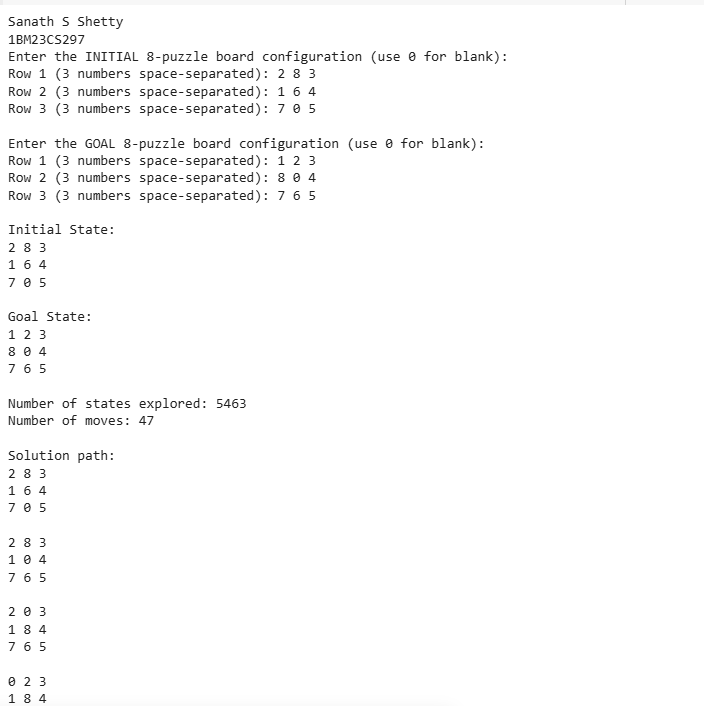 Sanath S Shetty
1BM23CS297
Enter the INITIAL 8-puzzle board configuration (use 0 for blank):
Row 1 (3 numbers space-separated): 2 8 3
Row 2 (3 numbers space-separated): 1 6 4
Row 3 (3 numbers space-separated): 7 0 5
Enter the GOAL 8-puzzle board configuration (use 0 for blank):
Row 1 (3 numbers space-separated): 1 2 3
Row 2 (3 numbers space-separated): 8 0 4
Row 3 (3 numbers space-separated): 7 6 5
Initial State:
2 8 3
1 6 4
7 0 5
Goal State:
1 2 3
8 0 4
7 6 5
Number of states explored: 5463
Number of moves: 47
Solution path:
2 8 3
1 6 4
7 0 5
2 8 3
1 0 4
7 6 5
2 0 3
1 8 4
7 6 5
0 2 3
1 8 4